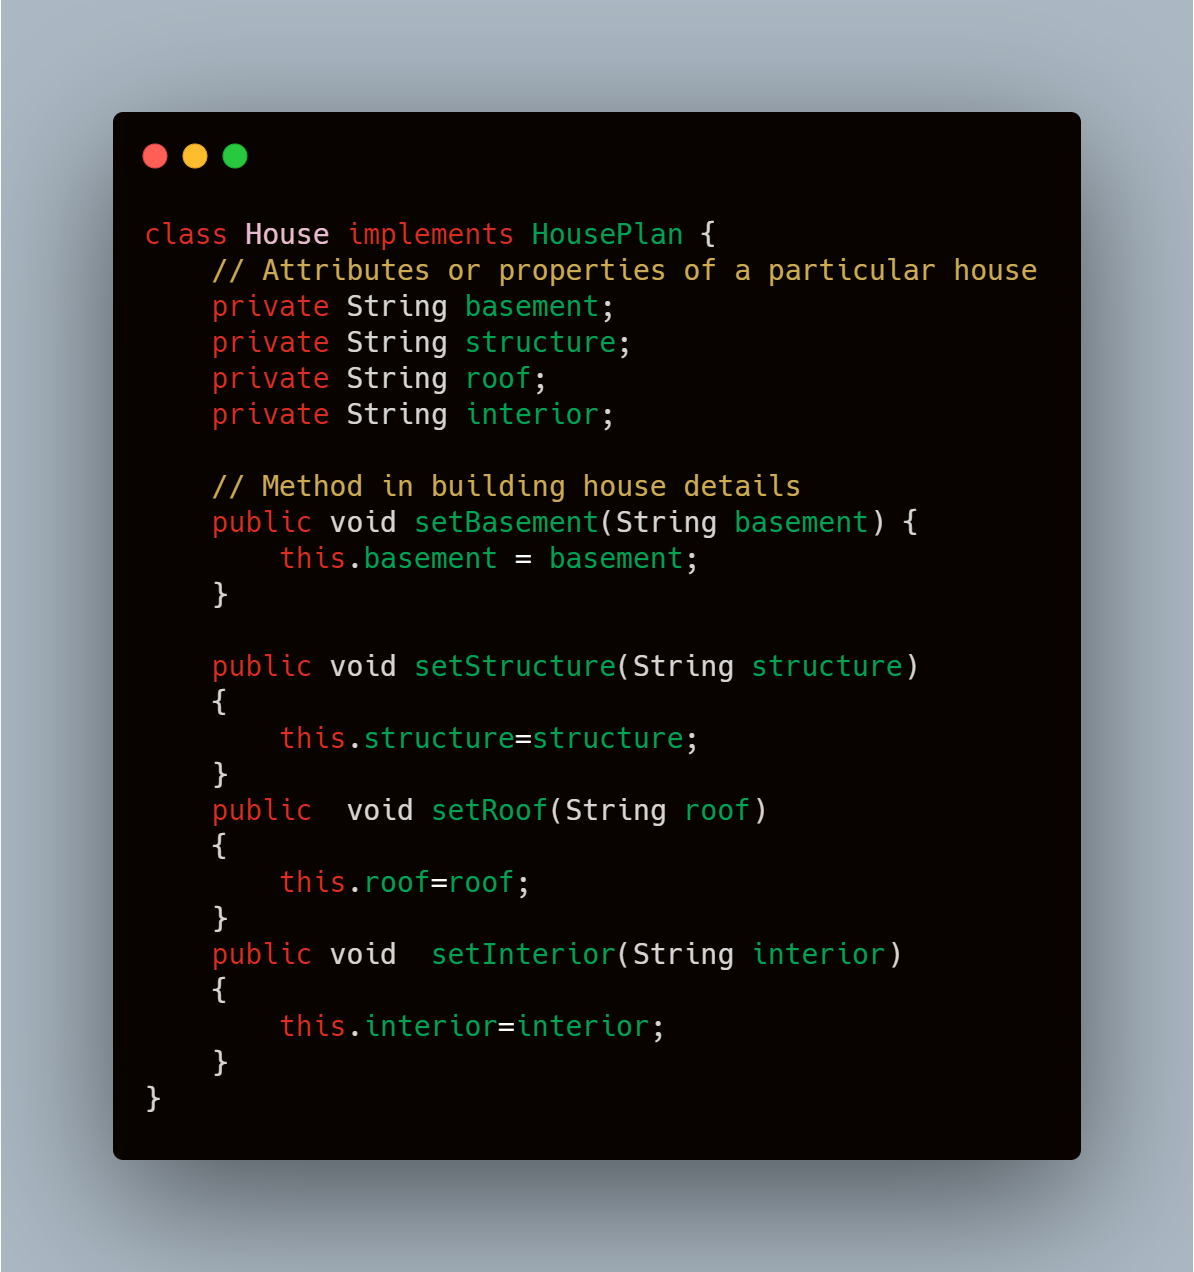 class House implements HousePlan {
    // Attributes or properties of a particular house
    private String basement;
    private String structure;
    private String roof;
    private String interior;

    // Method in building house details
    public void setBasement(String basement) {
        this.basement = basement;
    }

    public void setStructure(String structure)
    {
        this.structure=structure;
    }
    public  void setRoof(String roof)
    {
        this.roof=roof;
    }
    public void  setInterior(String interior)
    {
        this.interior=interior;
    }
}